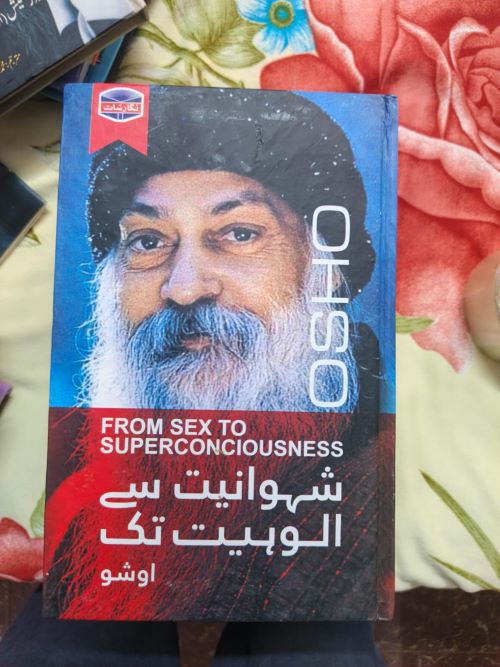 نگارشات
OSHO
FROM SEX TO
SUPERCONCIOUSNESS
شہوانیت سے
الوہیت تک
اوشو